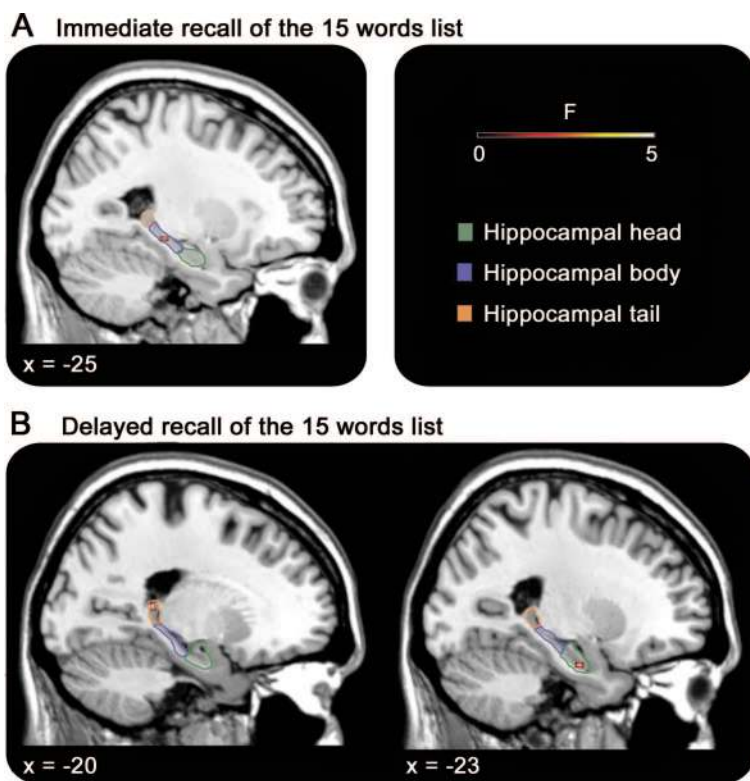 A Immediate recall of the 15 words list
F
0 5
Hippocampal head
Hippocampal body
Hippocampal tail
x = -25
B Delayed recall of the 15 words list
x = -20
x = -23